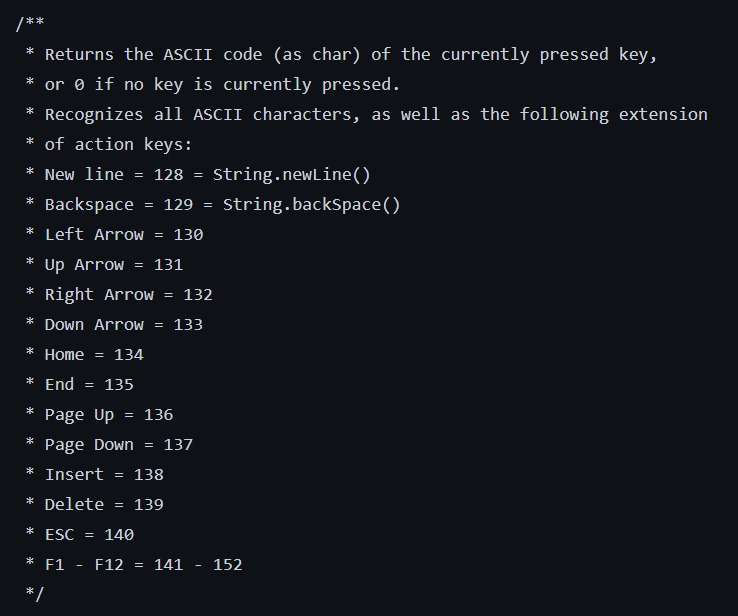 /**
* Returns the ASCII code (as char) of the currently pressed key,
* or 0 if no key is currently pressed.
* Recognizes all ASCII characters, as well as the following extension
* of action keys:
* New line = 128 = String.newLine()
* Backspace = 129 = String.backSpace()
* Left Arrow = 130
* Up Arrow = 131
* Right Arrow = 132
* Down Arrow = 133
* Home = 134
* End = 135
* Page Up = 136
* Page Down = 137
* Insert = 138
* Delete = 139
* ESC = 140
* F1 - F12 = 141 - 152
*/